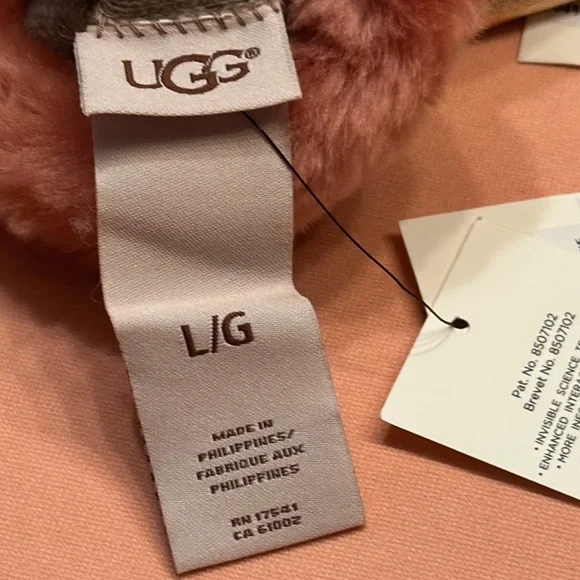 UGG®
L/G
MADE IN
PHILIPPINES/
FABRIQUE AUX
PHILIPPINES
RN 17541
CA 61002
Pat. No. 8507102
Brevet No. 8507102
• INVISIBLE SCIENCE
• ENHANCED
• MORE